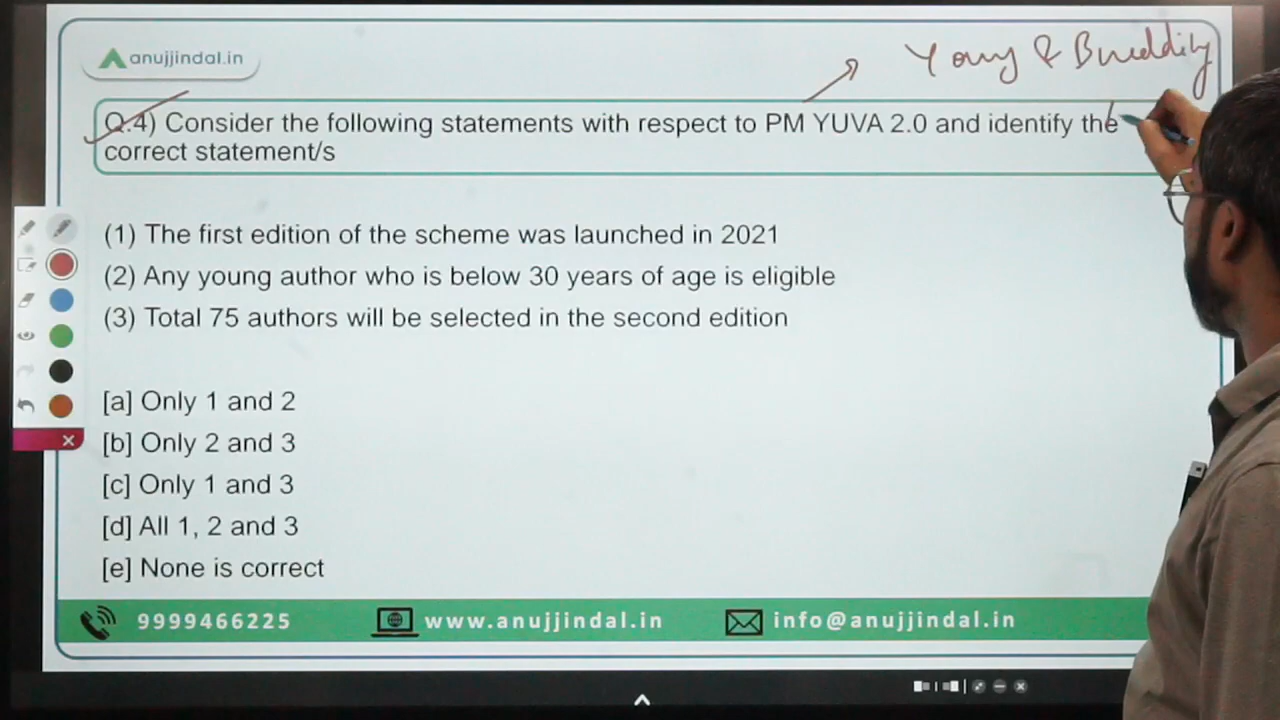 anujjindal.in
Young & Budding
Q.4) Consider the following statements with respect to PM YUVA 2.0 and identify the
correct statement/s
(1) The first edition of the scheme was launched in 2021
(2) Any young author who is below 30 years of age is eligible
(3) Total 75 authors will be selected in the second edition
[a] Only 1 and 2
[b] Only 2 and 3
[c] Only 1 and 3
[d] All 1, 2 and 3
[e] None is correct
9999466225 www.anujjindal.in info@anujjindal.in